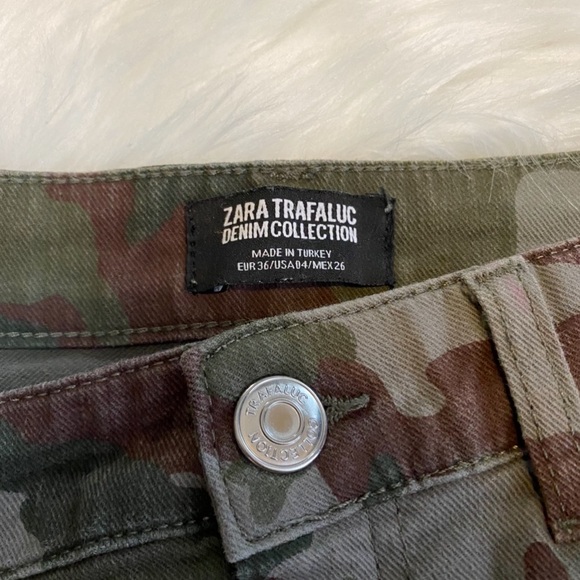 ZARA TRAFALUC
DENIM COLLECTION
MADE IN TURKEY
EUR 36/USA 04/MEX 26
TRAFALUC
COLLECTION